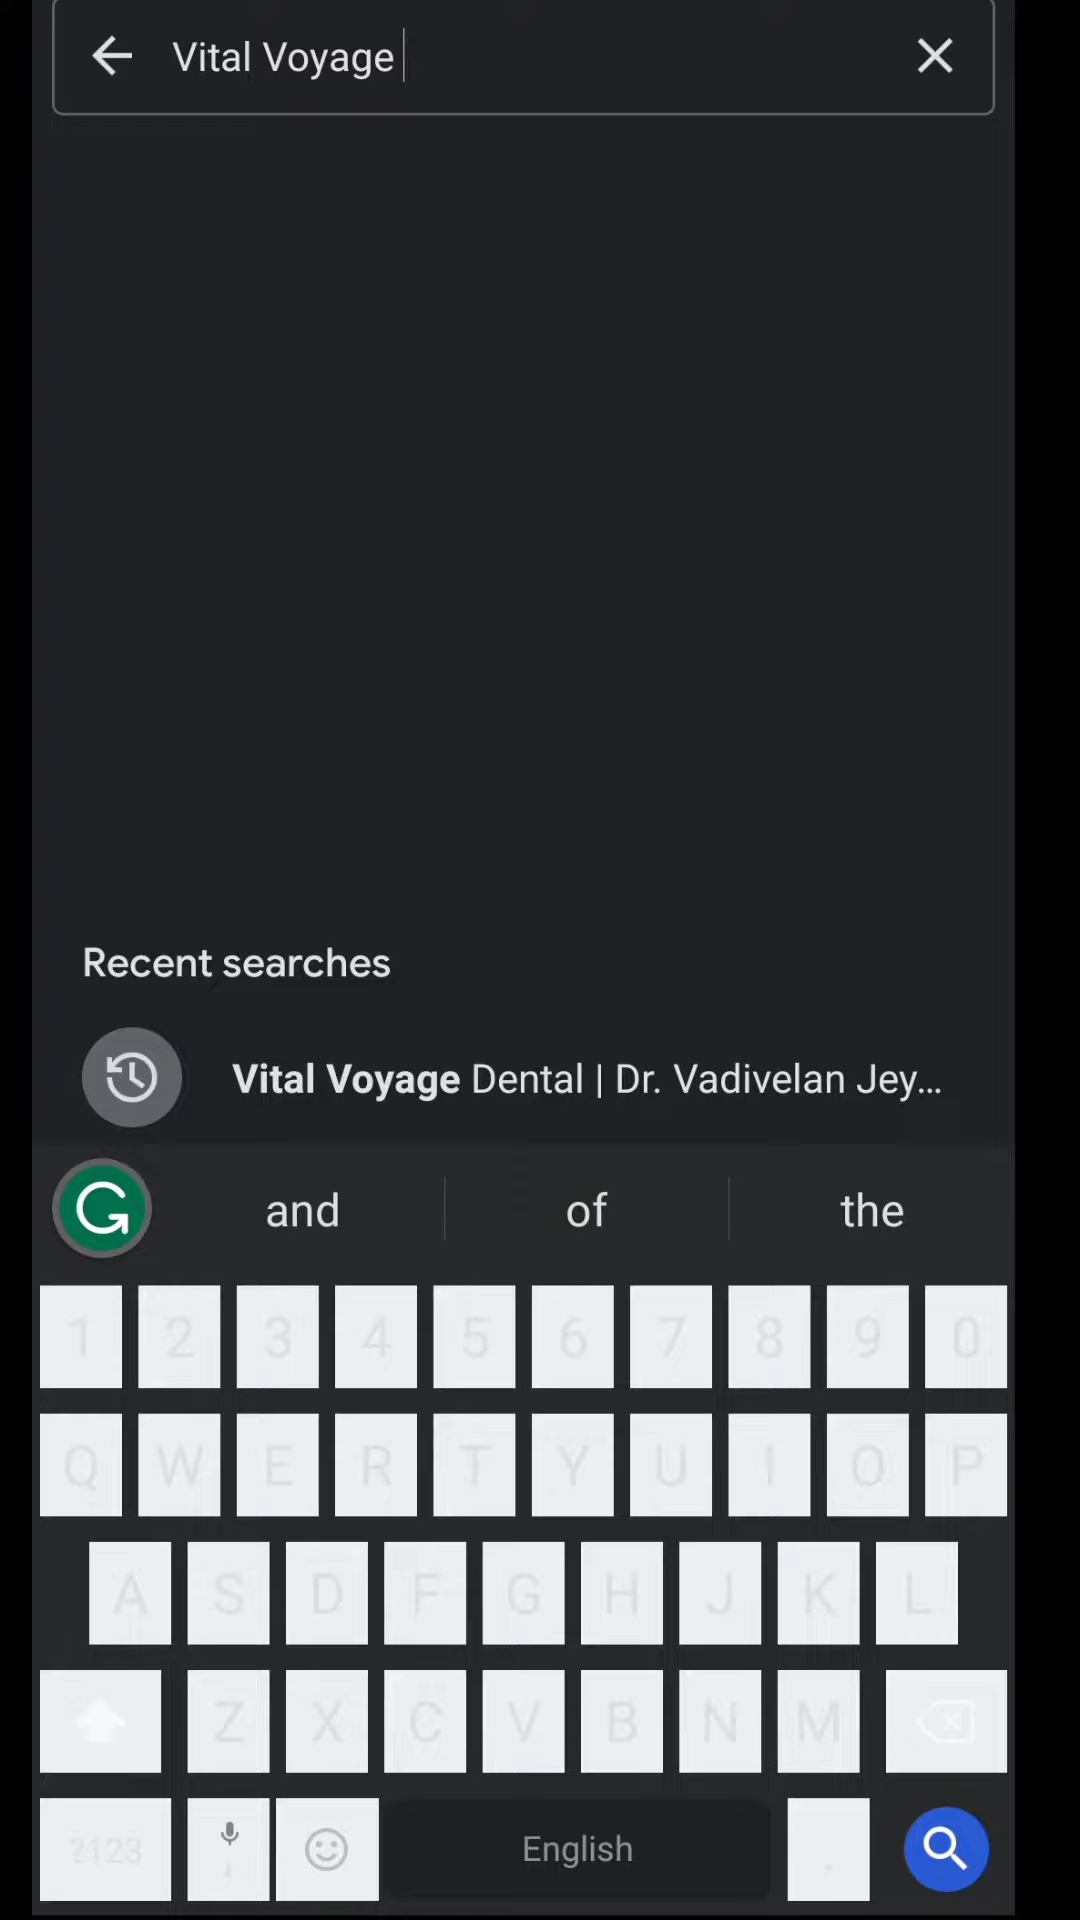 Vital Voyage
Recent searches
Vital Voyage Dental | Dr. Vadivelan Jey...
and of the
1 2 3 4 5 6 7 8 9 0
Q W E R T Y U I O P
A S D F G H J K L
Z X C V B N M
?123 English .